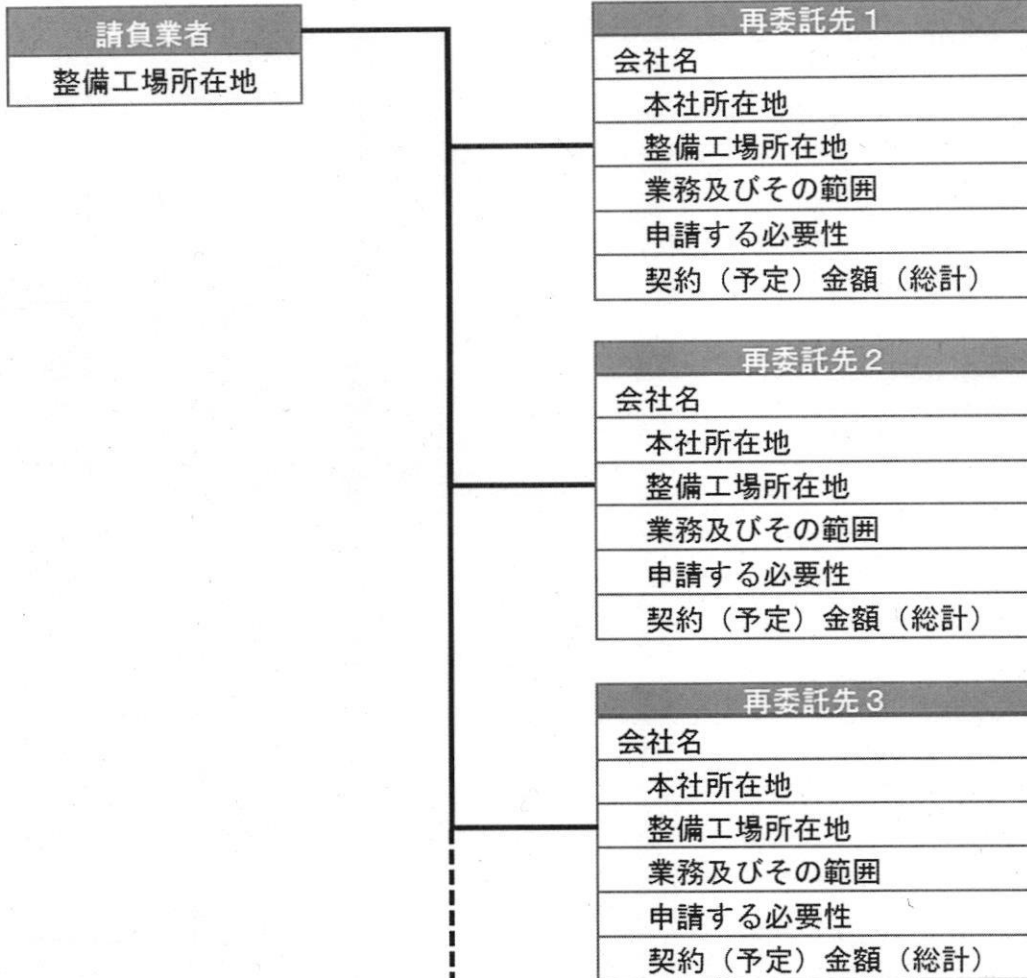 請負業者
整備工場所在地
再委託先1
会社名
本社所在地
整備工場所在地
業務及びその範囲
申請する必要性
契約（予定）金額（総計）
再委託先2
会社名
本社所在地
整備工場所在地
業務及びその範囲
申請する必要性
契約（予定）金額（総計）
再委託先3
会社名
本社所在地
整備工場所在地
業務及びその範囲
申請する必要性
契約（予定）金額（総計）